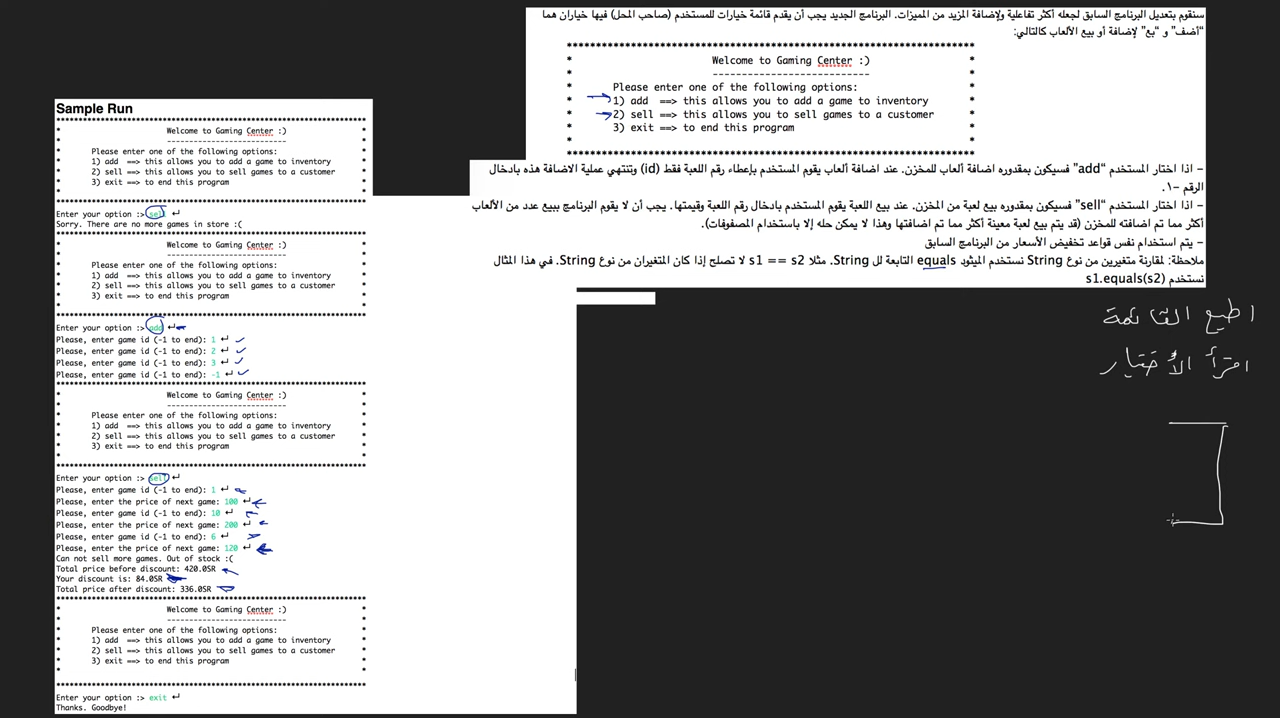 سنقوم بتعديل البرنامج السابق لجعله أكثر تفاعلية ولإضافة المزيد من الميزات. البرنامج الجديد يجب أن يقدم قائمة خيارات للمستخدم (صاحب المحل) فيها خياران هما
"أضف" و "بع" لإضافة أو بيع الألعاب كالتالي:
******************************************************************
* Welcome to Gaming Center :) *
* ---------------------------- *
* Please enter one of the following options: *
* 1) add ==> this allows you to add a game to inventory *
* 2) sell ==> this allows you to sell games to a customer *
* 3) exit ==> to end this program *
* *
******************************************************************
- اذا اختار المستخدم "add" فسيكون بمقدوره اضافة ألعاب للمخزن. عند اضافة ألعاب يقوم المستخدم بإعطاء رقم اللعبة فقط (id) وتنتهي عملية الاضافة هذه بادخال
الرقم -١.
- اذا اختار المستخدم "sell" فسيكون بمقدوره بيع لعبة من المخزن. عند بيع اللعبة يقوم المستخدم بادخال رقم اللعبة وقيمتها. يجب أن لا يقوم البرنامج ببيع عدد من الألعاب
أكثر مما تم اضافته للمخزن (قد يتم بيع لعبة معينة أكثر مما تم اضافتها وهذا لا يمكن حله إلا باستخدام المصفوفات).
- يتم استخدام نفس قواعد تخفيض الأسعار من البرنامج السابق
ملاحظة: لمقارنة متغيرين من نوع String نستخدم الميثود equals التابعة لل String. مثلا s1 == s2 لا تصلح إذا كان المتغيران من نوع String. في هذا المثال
نستخدم s1.equals(s2)
Sample Run
******************************************************************
* Welcome to Gaming Center :) *
* ---------------------------- *
* Please enter one of the following options: *
* 1) add ==> this allows you to add a game to inventory *
* 2) sell ==> this allows you to sell games to a customer *
* 3) exit ==> to end this program *
* *
******************************************************************
Enter your option :> sell ↵
Sorry. There are no more games in store :(
******************************************************************
* Welcome to Gaming Center :) *
* ---------------------------- *
* Please enter one of the following options: *
* 1) add ==> this allows you to add a game to inventory *
* 2) sell ==> this allows you to sell games to a customer *
* 3) exit ==> to end this program *
* *
******************************************************************
Enter your option :> add ↵
Please, enter game id (-1 to end): 1 ↵
Please, enter game id (-1 to end): 2 ↵
Please, enter game id (-1 to end): 3 ↵
Please, enter game id (-1 to end): -1 ↵
******************************************************************
* Welcome to Gaming Center :) *
* ---------------------------- *
* Please enter one of the following options: *
* 1) add ==> this allows you to add a game to inventory *
* 2) sell ==> this allows you to sell games to a customer *
* 3) exit ==> to end this program *
* *
******************************************************************
Enter your option :> sell ↵
Please, enter game id (-1 to end): 1 ↵
Please, enter the price of next game: 100 ↵
Please, enter game id (-1 to end): 10 ↵
Please, enter the price of next game: 200 ↵
Please, enter game id (-1 to end): 6 ↵
Please, enter the price of next game: 120 ↵
Can not sell more games. Out of stock :(
Total price before discount: 420.0SR
Your discount is: 84.0SR
Total price after discount: 336.0SR
******************************************************************
* Welcome to Gaming Center :) *
* ---------------------------- *
* Please enter one of the following options: *
* 1) add ==> this allows you to add a game to inventory *
* 2) sell ==> this allows you to sell games to a customer *
* 3) exit ==> to end this program *
* *
******************************************************************
Enter your option :> exit ↵
Thanks. Goodbye!
اطبع القائمة
اقرأ الأختيار